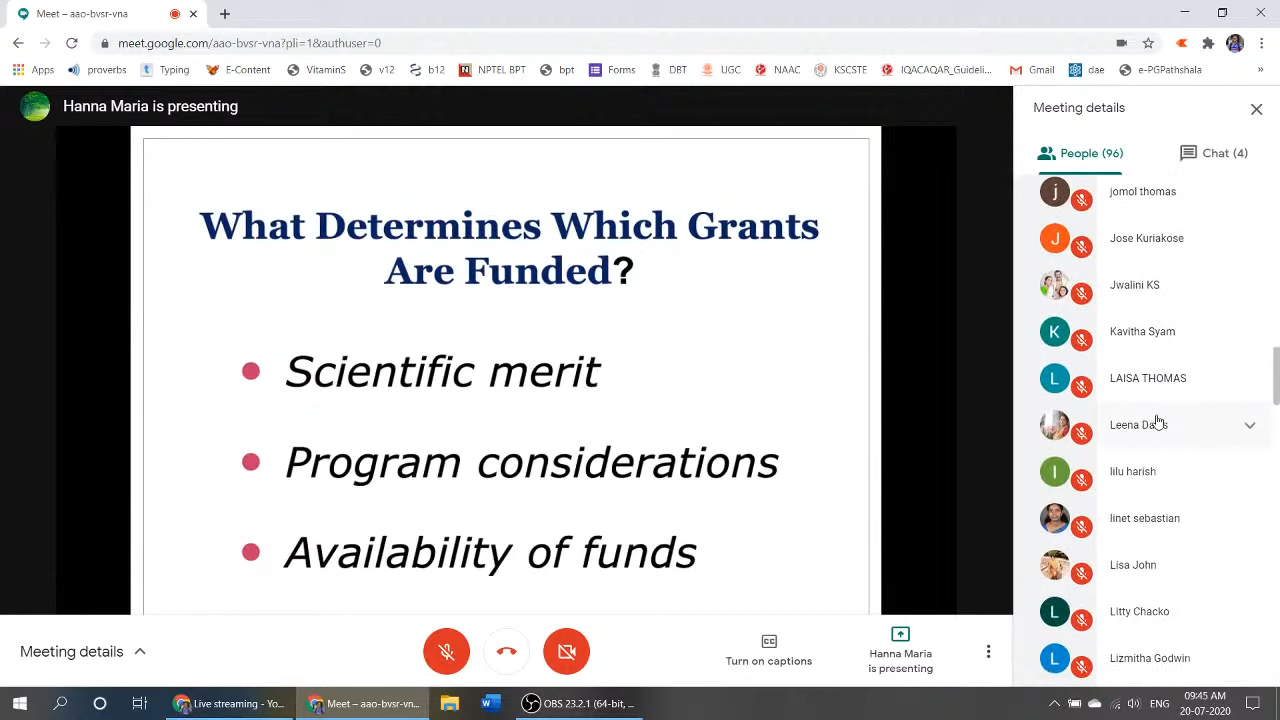 Meet – aao-bvsr-vna
meet.google.com/aao-bvsr-vna?pli=1&authuser=0
Apps proverbs Typing E-Content VitaminS v12 b12 NPTEL BPT bpt Forms DBT UGC NAAC KSCSTE IQACAQAR_Guideli... Gmail dae e-PGPathshala »
Hanna Maria is presenting
What Determines Which Grants
Are Funded?
Scientific merit
Program considerations
Availability of funds
Meeting details
People (96) Chat (4)
j jomol thomas
J Jose Kuriakose
Jwalini KS
K Kavitha Syam
L LAISA THOMAS
Leena
l lilu harish
linet sebastian
Lisa John
L Litty Chacko
L Lizmitha Godwin
Meeting details
CC
Turn on captions
Hanna Maria
is presenting
Live streaming - Yo...
Meet – aao-bvsr-vn...
OBS 23.2.1 (64-bit, ...
ENG
09:45 AM
20-07-2020